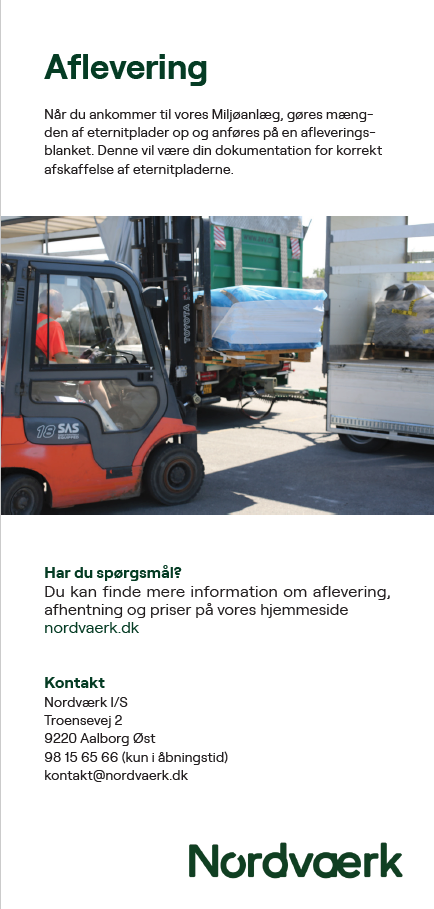 Aflevering
Når du ankommer til vores Miljøanlæg, gøres mæng-
den af eternitplader op og anføres på en afleverings-
blanket. Denne vil være din dokumentation for korrekt
afskaffelse af eternitpladerne.
TOYOTA
18 SAS
Har du spørgsmål?
Du kan finde mere information om aflevering,
afhentning og priser på vores hjemmeside
nordvaerk.dk
Kontakt
Nordværk I/S
Troensevej 2
9220 Aalborg Øst
98 15 65 66 (kun i åbningstid)
kontakt@nordvaerk.dk
Nordværk